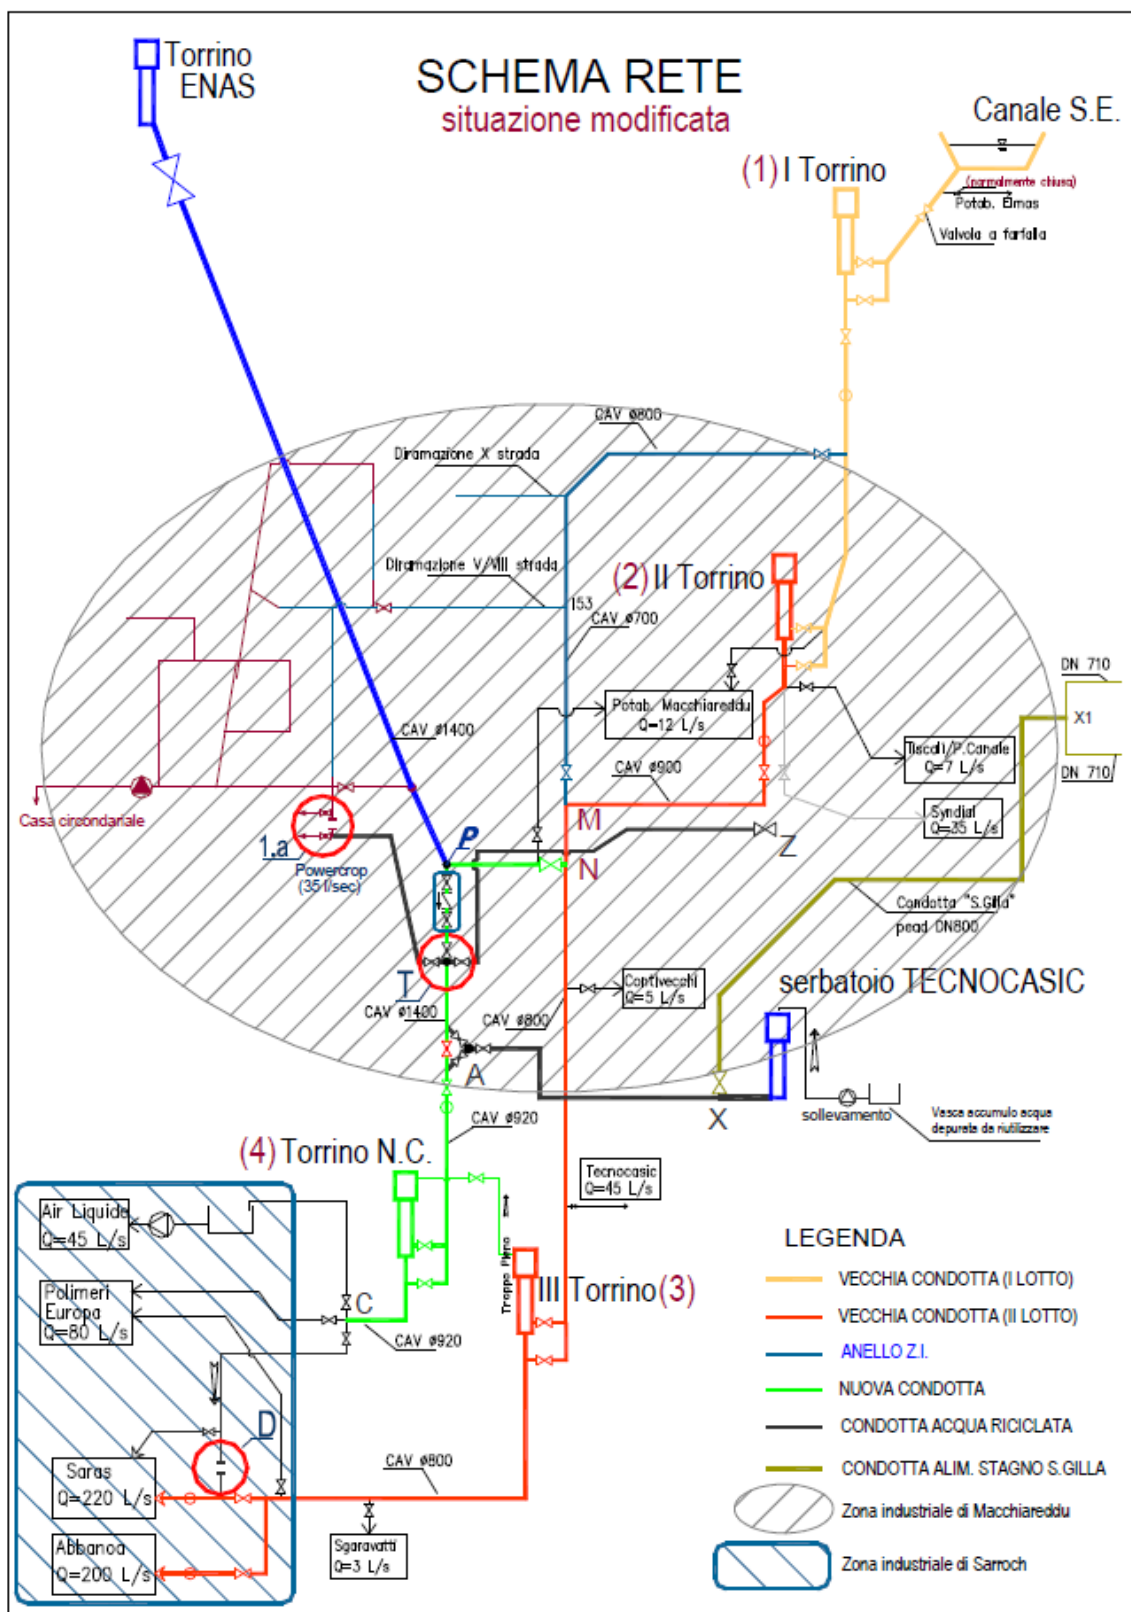 SCHEMA RETE
situazione modificata
Torrino
ENAS
Canale S.E.
(1) I Torrino
(normalmente chiusa)
Potab. Elmas
Valvola a farfalla
CAV ø800
Diramazione X strada
Diramazione V/VIII strada
(2) II Torrino
153
CAV ø700
DN 710
X1
DN 710
Potab. Macchiareddu
Q=12 L/s
CAV ø1400
Tiscali/P.Canale
Q=7 L/s
CAV ø900
Casa circondariale
M
Syndial
Q=35 L/s
1.a
Powercrop
(35 l/sec)
P
N
Z
Condotta "S.Gilla"
pead DN800
T
CAV ø1400
Contivecchi
Q=5 L/s
CAV ø800
serbatoio TECNOCASIC
A
X
sollevamento
Vasca accumulo acqua
depurata da riutilizzare
CAV ø920
(4) Torrino N.C.
Tecnocasic
Q=45 L/s
Air Liquide
Q=45 L/s
Troppo Pieno
III Torrino (3)
Polimeri
Europa
Q=80 L/s
C
CAV ø920
D
Saras
Q=220 L/s
CAV ø800
Abbanoa
Q=200 L/s
Sgaravatti
Q=3 L/s
LEGENDA
VECCHIA CONDOTTA (I LOTTO)
VECCHIA CONDOTTA (II LOTTO)
ANELLO Z.I.
NUOVA CONDOTTA
CONDOTTA ACQUA RICICLATA
CONDOTTA ALIM. STAGNO S.GILLA
Zona industriale di Macchiareddu
Zona industriale di Sarroch